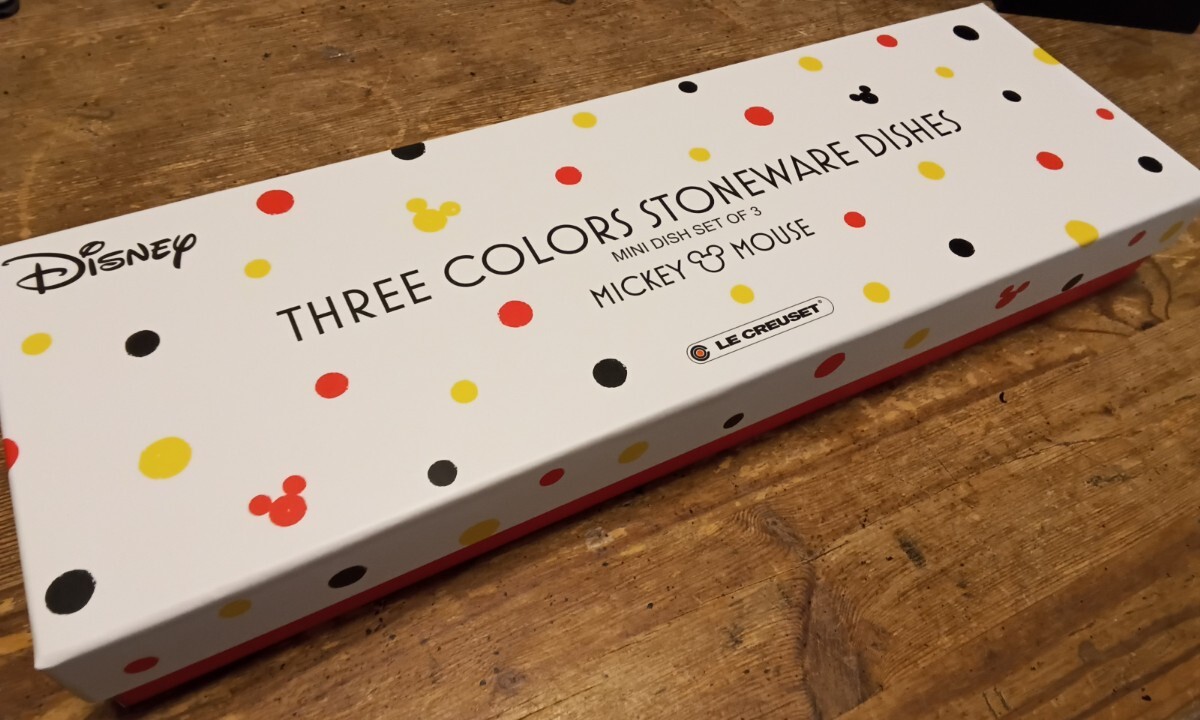 Disney
THREE COLORS STONEWARE DISHES
MINI DISH SET OF 3
MICKEY MOUSE
LE CREUSET®